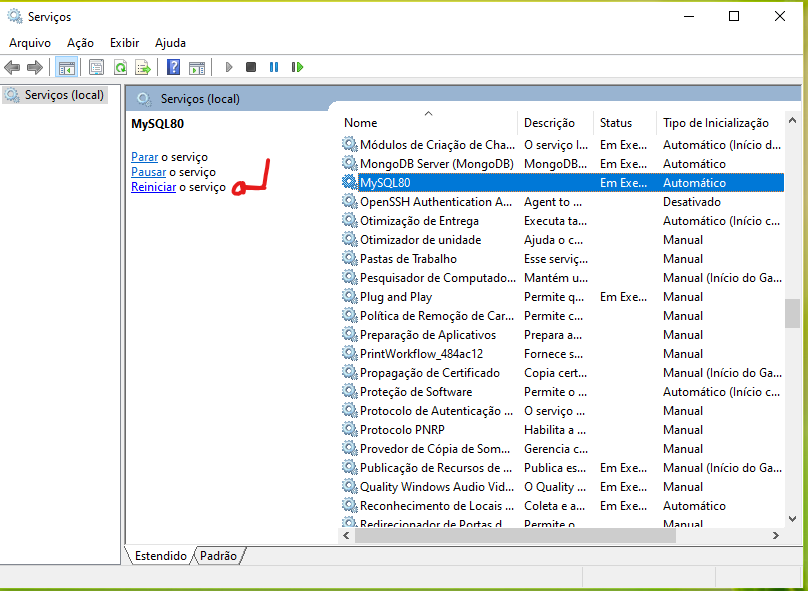 Serviços
Arquivo Ação Exibir Ajuda
Serviços (local)
Serviços (local)
MySQL80
Parar o serviço
Pausar o serviço
Reiniciar o serviço
Nome Descrição Status Tipo de Inicialização
Módulos de Criação de Cha... O serviço I... Em Exe... Automático (Início d...
MongoDB Server (MongoDB) MongoDB... Em Exe... Automático
MySQL80 Em Exe... Automático
OpenSSH Authentication A... Agent to ... Desativado
Otimização de Entrega Executa ta... Automático (Início c...
Otimizador de unidade Ajuda o c... Manual
Pastas de Trabalho Esse serviç... Manual
Pesquisador de Computado... Mantém u... Manual (Início do Ga...
Plug and Play Permite q... Em Exe... Manual
Política de Remoção de Car... Permite c... Manual
Preparação de Aplicativos Prepara a... Manual
PrintWorkflow_484ac12 Fornece s... Manual
Propagação de Certificado Copia cert... Manual (Início do Ga...
Proteção de Software Permite o ... Automático (Início c...
Protocolo de Autenticação ... O serviço ... Manual
Protocolo PNRP Habilita a ... Manual
Provedor de Cópia de Som... Gerencia c... Manual
Publicação de Recursos de ... Publica es... Em Exe... Manual (Início do Ga...
Quality Windows Audio Vid... O Quality ... Em Exe... Manual
Reconhecimento de Locais ... Coleta e a... Em Exe... Automático
Redirecionador de Portas d... Permite o ... Manual
Estendido Padrão